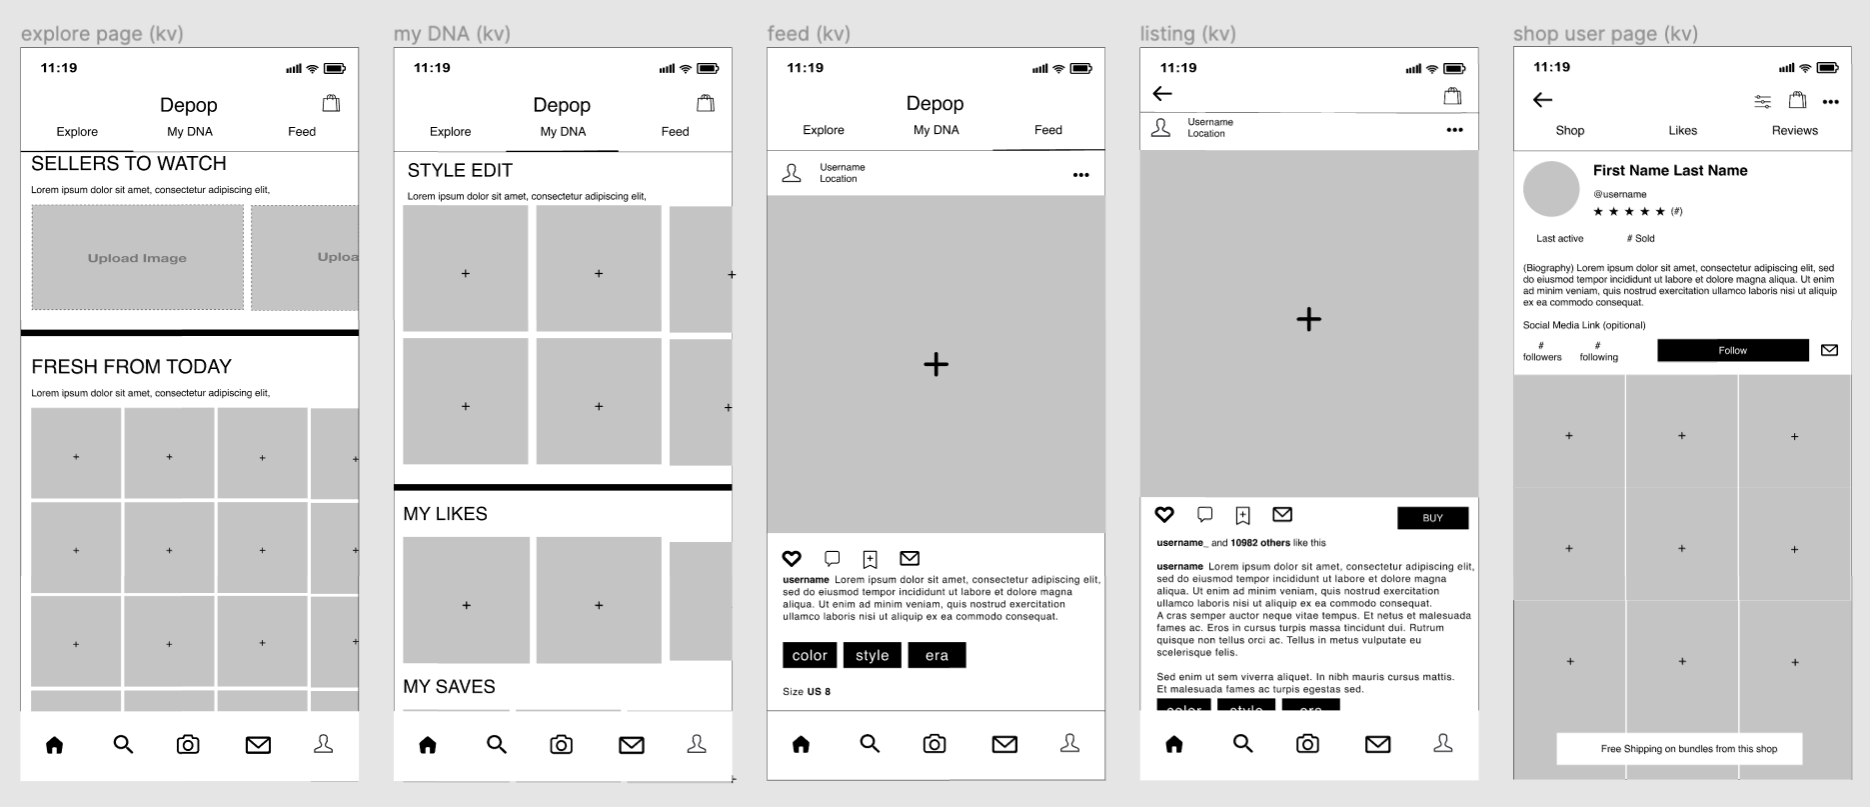 explore page (kv)
11:19
Depop
Explore My DNA Feed
SELLERS TO WATCH
Lorem ipsum dolor sit amet, consectetur adipiscing elit,
Upload Image Uploa
FRESH FROM TODAY
Lorem ipsum dolor sit amet, consectetur adipiscing elit,
my DNA (kv)
11:19
Depop
Explore My DNA Feed
STYLE EDIT
Lorem ipsum dolor sit amet, consectetur adipiscing elit,
MY LIKES
MY SAVES
feed (kv)
11:19
Depop
Explore My DNA Feed
Username
Location
username Lorem ipsum dolor sit amet, consectetur adipiscing elit,
sed do eiusmod tempor incididunt ut labore et dolore magna
aliqua. Ut enim ad minim veniam, quis nostrud exercitation
ullamco laboris nisi ut aliquip ex ea commodo consequat.
color style era
Size US 8
listing (kv)
11:19
Username
Location
BUY
username_ and 10982 others like this
username Lorem ipsum dolor sit amet, consectetur adipiscing elit,
sed do eiusmod tempor incididunt ut labore et dolore magna
aliqua. Ut enim ad minim veniam, quis nostrud exercitation
ullamco laboris nisi ut aliquip ex ea commodo consequat.
A cras semper auctor neque vitae tempus. Et netus et malesuada
fames ac. Eros in cursus turpis massa tincidunt dui. Rutrum
quisque non tellus orci ac. Tellus in metus vulputate eu
scelerisque felis.
Sed enim ut sem viverra aliquet. In nibh mauris cursus mattis.
Et malesuada fames ac turpis egestas sed.
color style era
shop user page (kv)
11:19
Shop Likes Reviews
First Name Last Name
@username
★ ★ ★ ★ ★ (#)
Last active # Sold
(Biography) Lorem ipsum dolor sit amet, consectetur adipiscing elit, sed
do eiusmod tempor incididunt ut labore et dolore magna aliqua. Ut enim
ad minim veniam, quis nostrud exercitation ullamco laboris nisi ut aliquip
ex ea commodo consequat.
Social Media Link (opitional)
# #
followers following Follow
Free Shipping on bundles from this shop